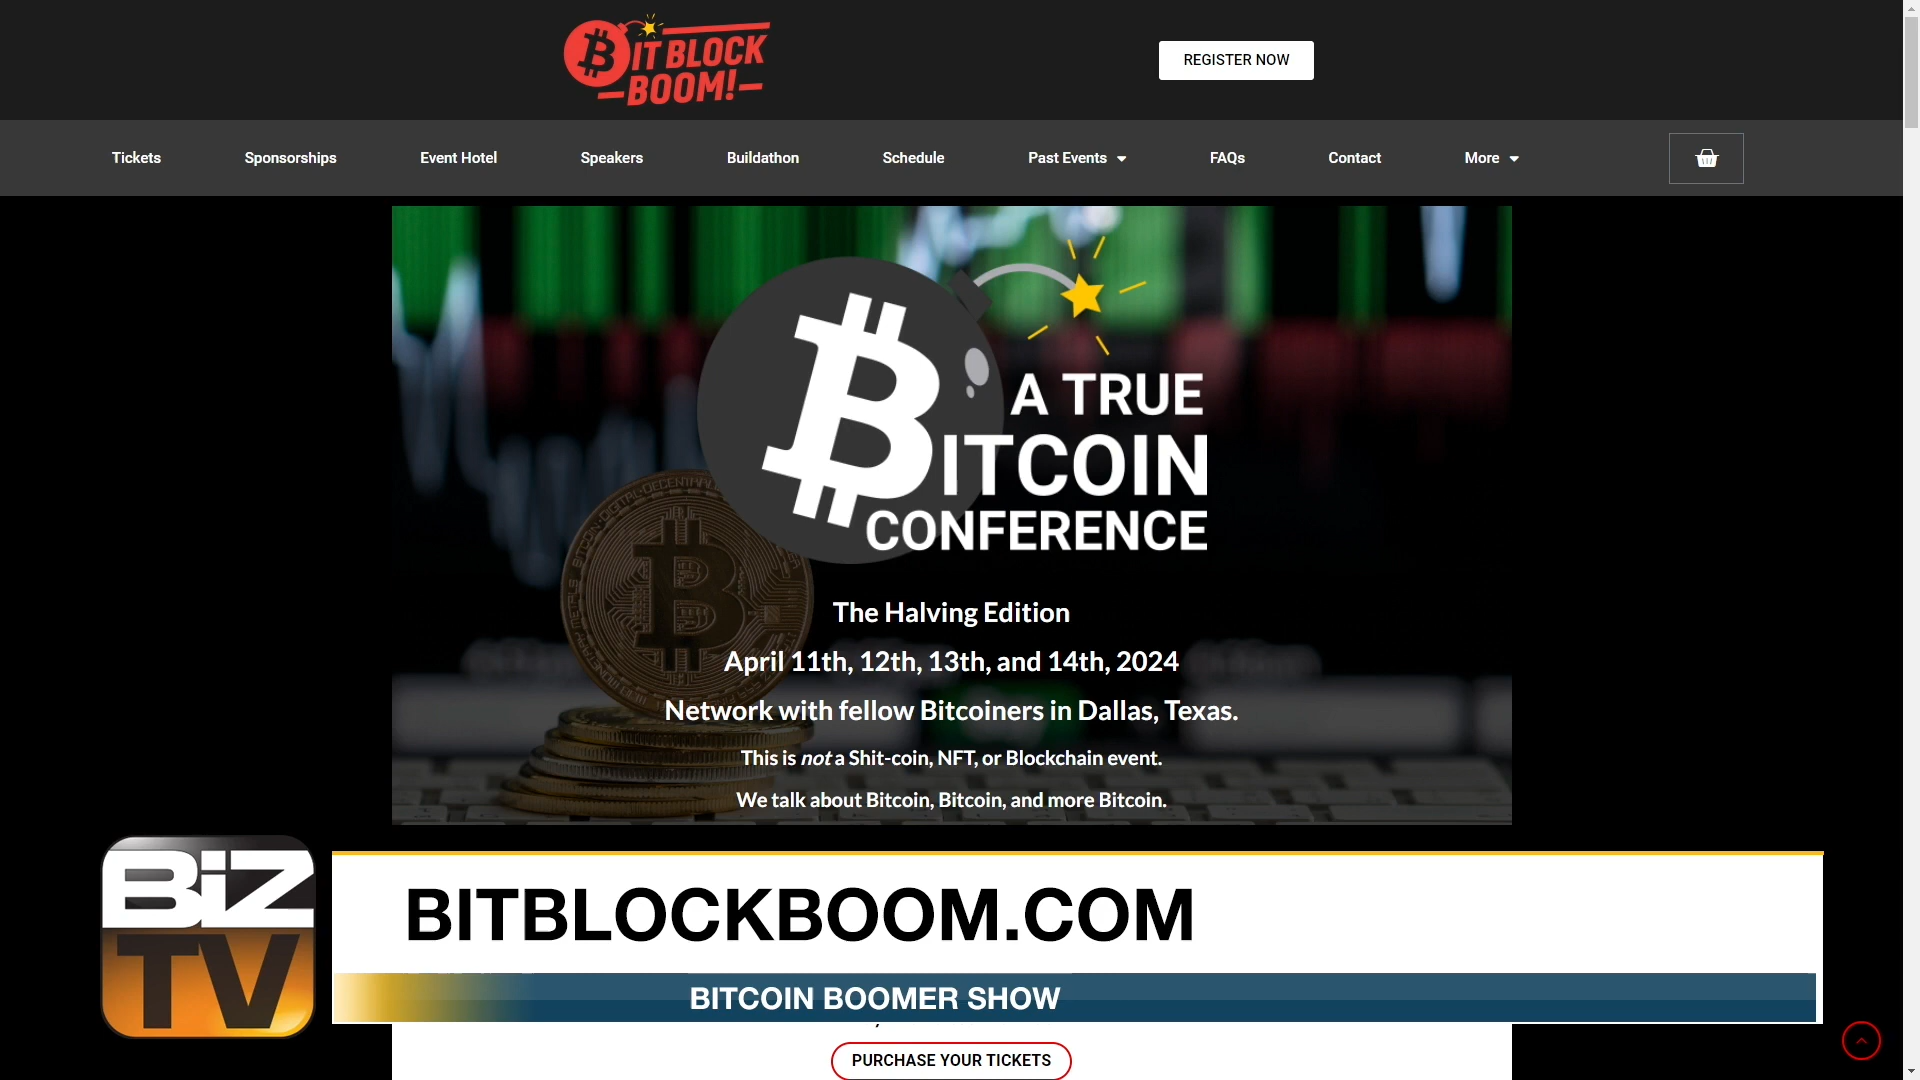 BIT BLOCK
BOOM!
REGISTER NOW
Tickets
Sponsorships
Event Hotel
Speakers
Buildathon
Schedule
Past Events
FAQs
Contact
More
A TRUE
BITCOIN
CONFERENCE
The Halving Edition
April 11th, 12th, 13th, and 14th, 2024
Network with fellow Bitcoiners in Dallas, Texas.
This is not a Shit-coin, NFT, or Blockchain event.
We talk about Bitcoin, Bitcoin, and more Bitcoin.
BiZ
TV
BITBLOCKBOOM.COM
BITCOIN BOOMER SHOW
PURCHASE YOUR TICKETS